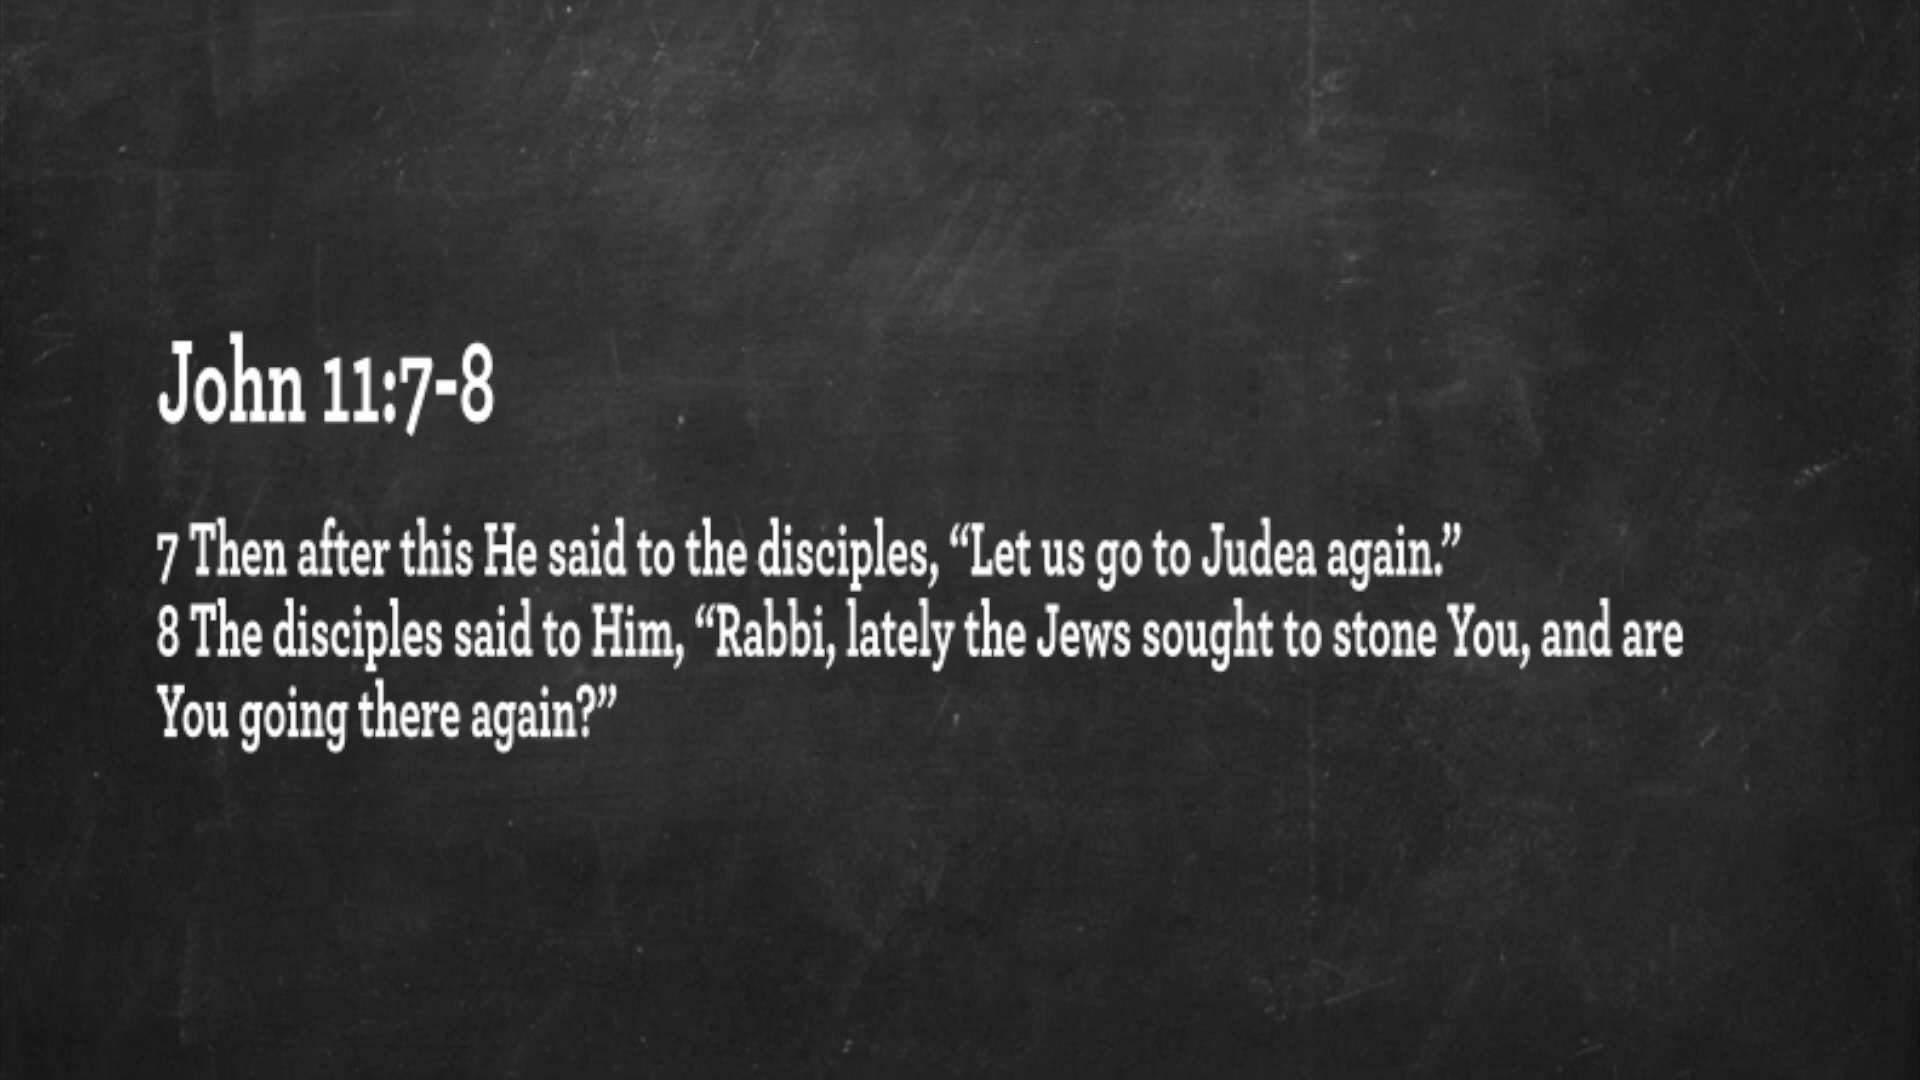 John 11:7-8
7 Then after this He said to the disciples, “Let us go to Judea again.”
8 The disciples said to Him, “Rabbi, lately the Jews sought to stone You, and are
You going there again?”